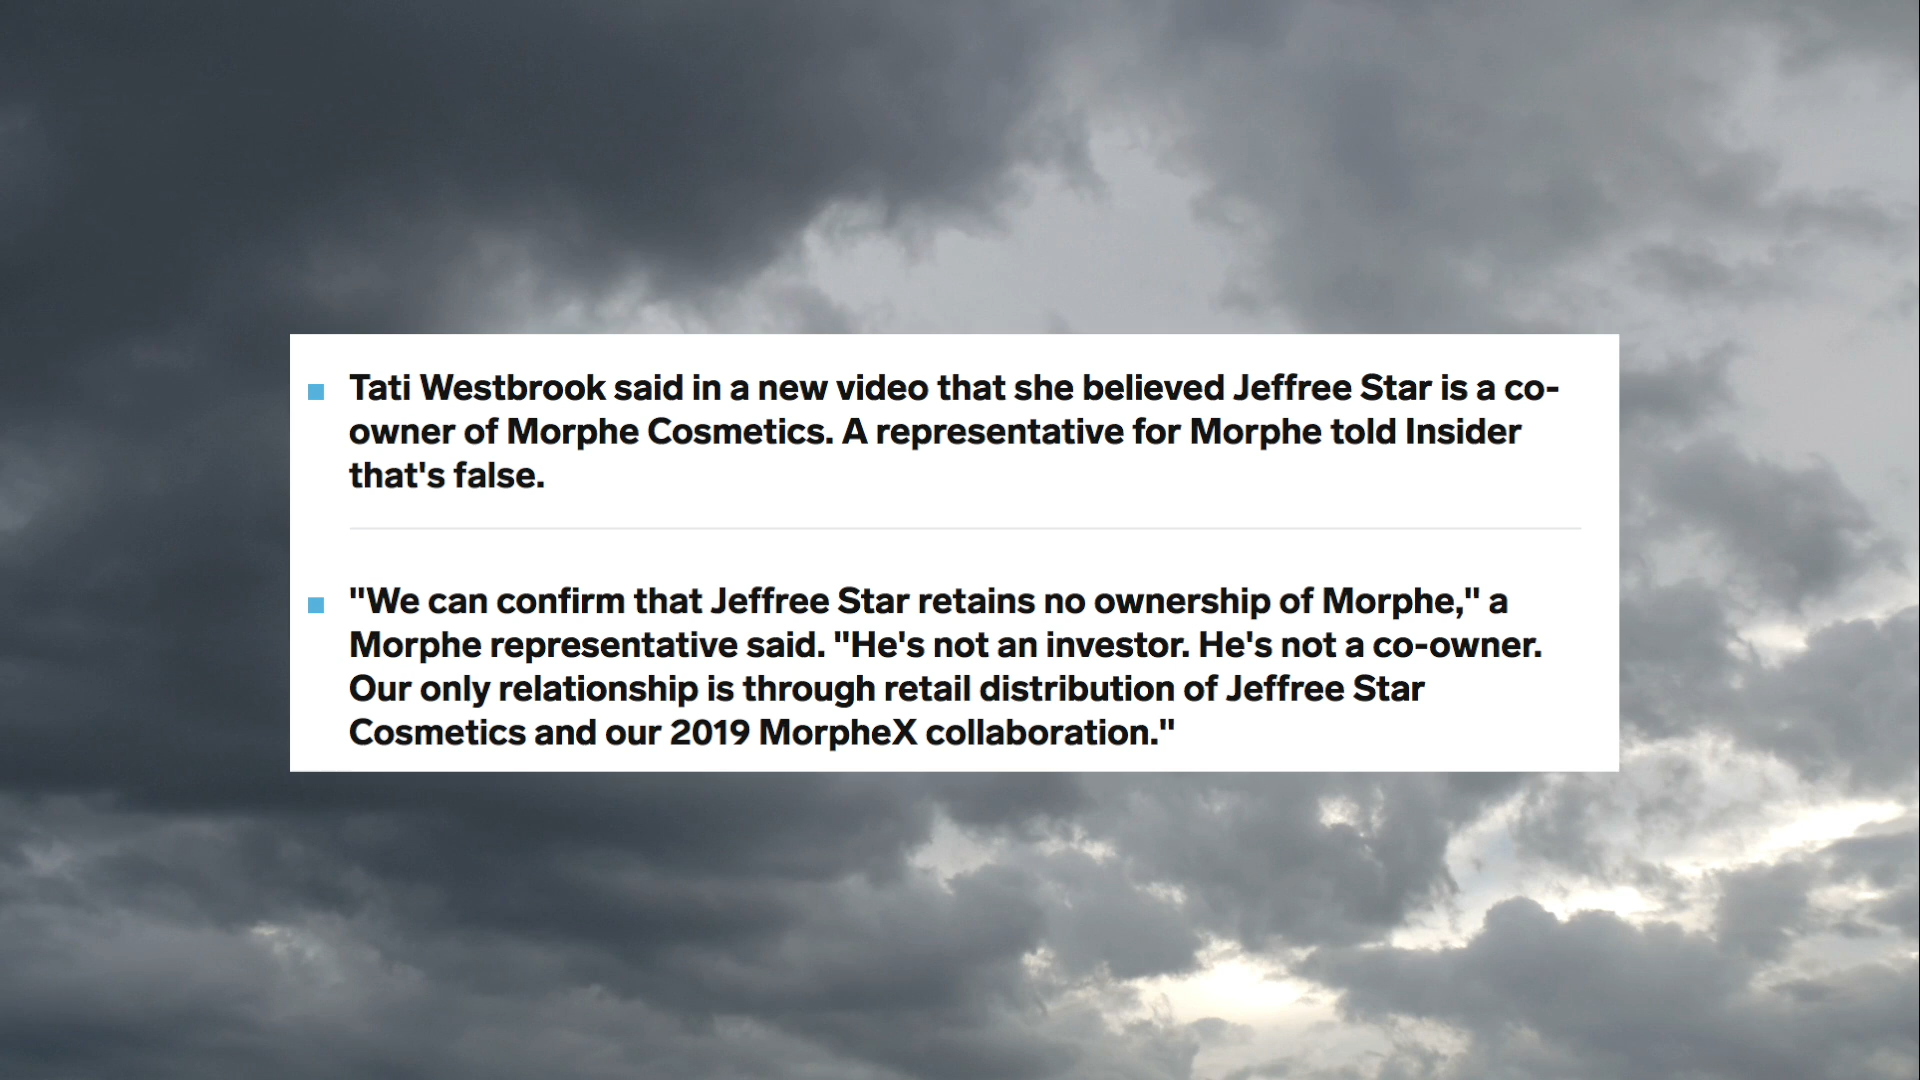 Tati Westbrook said in a new video that she believed Jeffree Star is a co-
owner of Morphe Cosmetics. A representative for Morphe told Insider
that's false.
"We can confirm that Jeffree Star retains no ownership of Morphe," a
Morphe representative said. "He's not an investor. He's not a co-owner.
Our only relationship is through retail distribution of Jeffree Star
Cosmetics and our 2019 MorpheX collaboration."